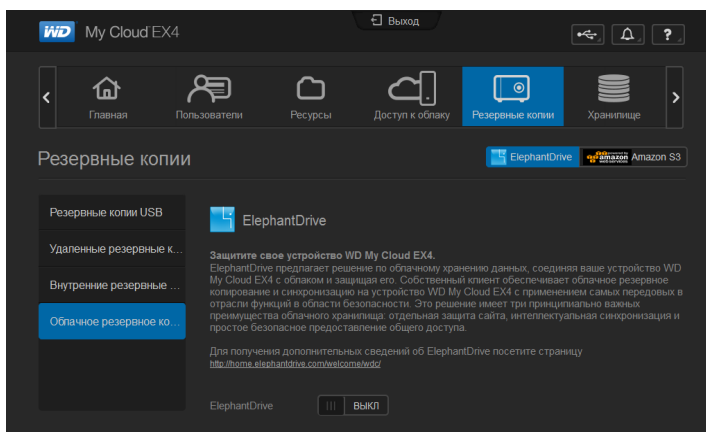 WD My Cloud EX4
Выход
?
Главная Пользователи Ресурсы Доступ к облаку Резервные копии Хранилище
Резервные копии
ElephantDrive powered by amazon web services Amazon S3
Резервные копии USB
Удаленные резервные к...
Внутренние резервные ...
Облачное резервное ко...
ElephantDrive
Защитите свое устройство WD My Cloud EX4.
ElephantDrive предлагает решение по облачному хранению данных, соединяя ваше устройство WD
My Cloud EX4 с облаком и защищая его. Собственный клиент обеспечивает облачное резервное
копирование и синхронизацию на устройство WD My Cloud EX4 с применением самых передовых в
отрасли функций в области безопасности. Это решение имеет три принципиально важных
преимущества облачного хранилища: отдельная защита сайта, интеллектуальная синхронизация и
простое безопасное предоставление общего доступа.
Для получения дополнительных сведений об ElephantDrive посетите страницу
http://home.elephantdrive.com/welcome/wdc/
ElephantDrive ВЫКЛ